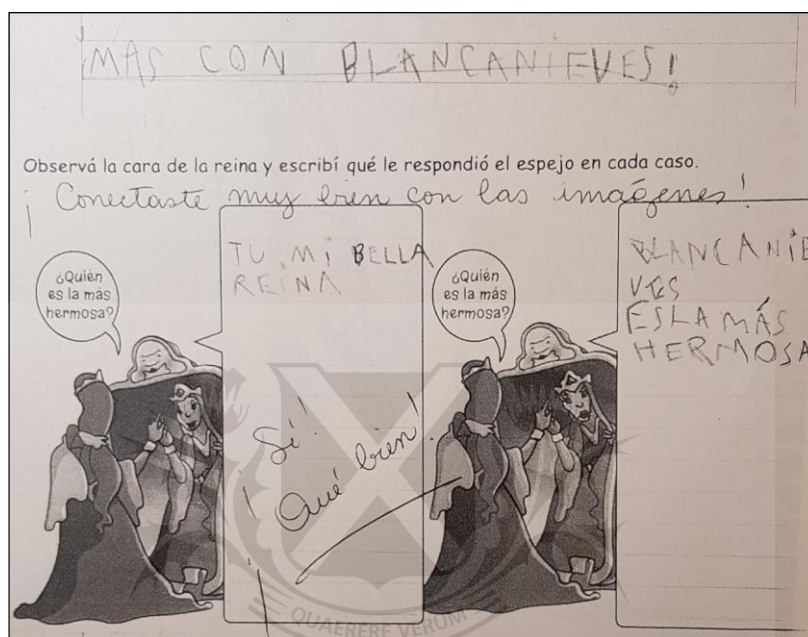 ¡MAS CON BLANCANIEVES!
Observá la cara de la reina y escribí qué le respondió el espejo en cada caso.
¡Conectaste muy bien con las imágenes!
¿Quién
es la más
hermosa?
TU MI BELLA
REINA
¡Sí!
¡Qué bien!
¿Quién
es la más
hermosa?
BLANCANIE
VES
ES LA MÁS
HERMOSA
QUAERERE VERUM